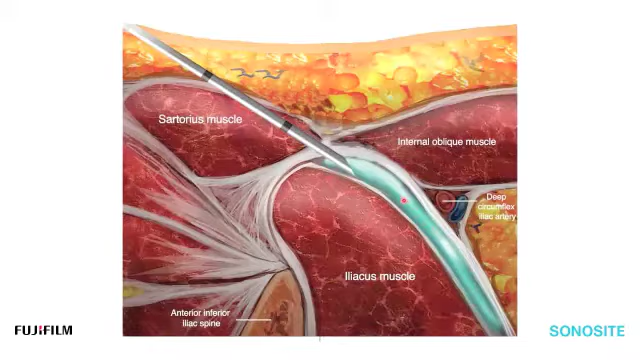 Sartorius muscle
Internal oblique muscle
Deep
circumflex
iliac artery
Iliacus muscle
Anterior inferior
iliac spine
FUJIFILM
SONOSITE